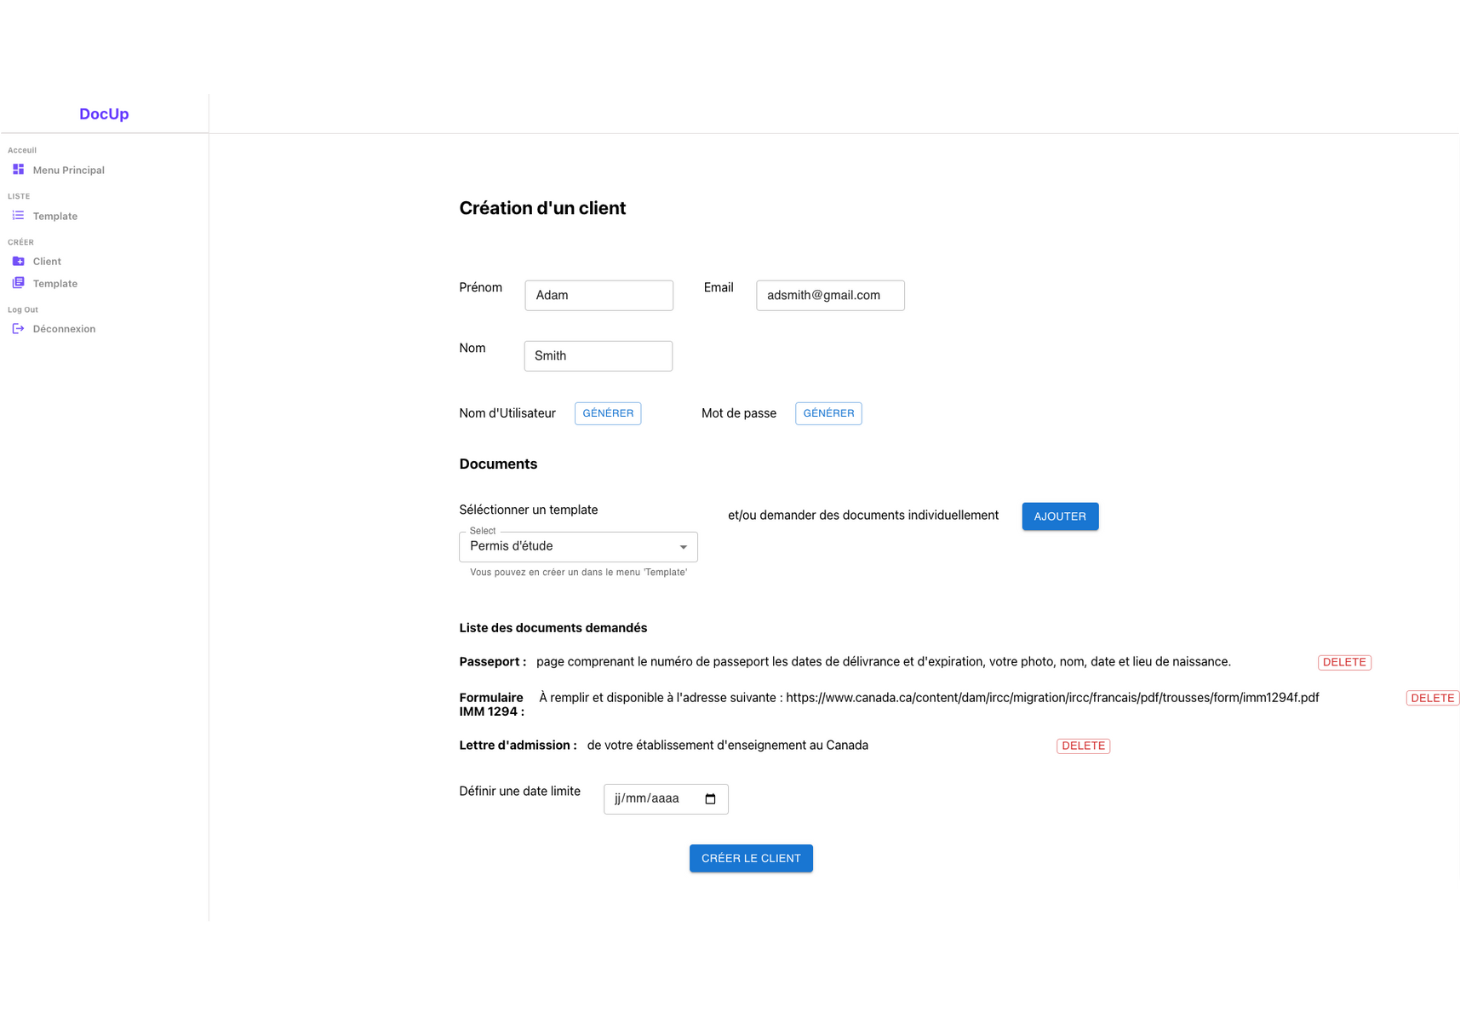 DocUp
Acceuil
Menu Principal
LISTE
Template
CRÉER
Client
Template
Log Out
Déconnexion
Création d'un client
Prénom Adam Email adsmith@gmail.com
Nom Smith
Nom d'Utilisateur GÉNÉRER Mot de passe GÉNÉRER
Documents
Séléctionner un template
et/ou demander des documents individuellement AJOUTER
Select
Permis d'étude
Vous pouvez en créer un dans le menu 'Template'
Liste des documents demandés
Passeport : page comprenant le numéro de passeport les dates de délivrance et d'expiration, votre photo, nom, date et lieu de naissance. DELETE
Formulaire À remplir et disponible à l'adresse suivante : https://www.canada.ca/content/dam/ircc/migration/ircc/francais/pdf/trousses/form/imm1294f.pdf DELETE
IMM 1294 :
Lettre d'admission : de votre établissement d'enseignement au Canada DELETE
Définir une date limite jj/mm/aaaa
CRÉER LE CLIENT